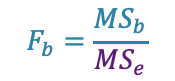 F_b = MS_b / MS_e